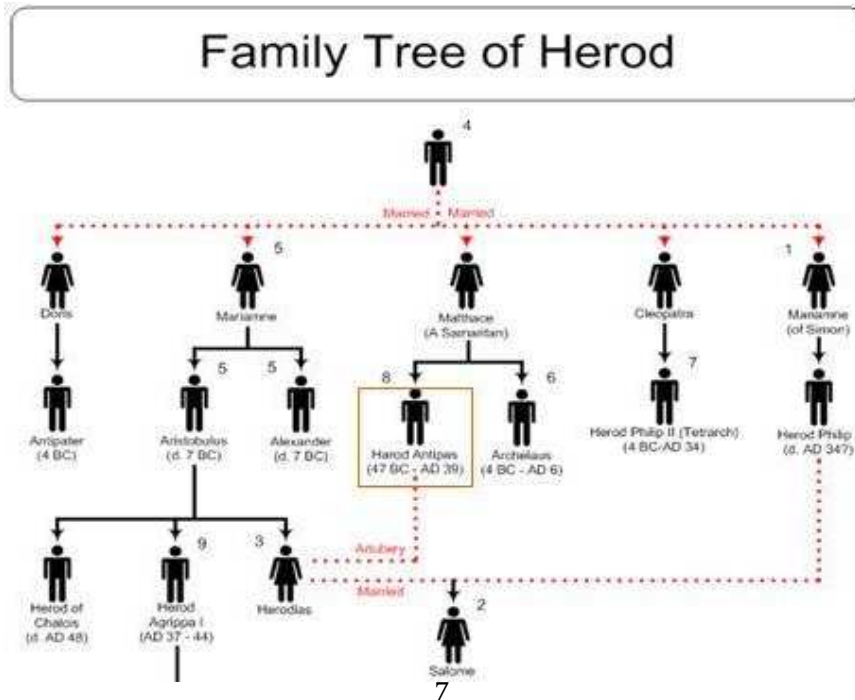 Family Tree of Herod
4
Married Married
5
1
Doris
Mariamne
Malthace
(A Samaritan)
Cleopatra
Mariamne
(of Simon)
5
5
8
6
7
Antipater
(4 BC)
Aristobulus
(d. 7 BC)
Alexander
(d. 7 BC)
Harod Antipas
(47 BC - AD 39)
Archelaus
(4 BC - AD 6)
Herod Philip II (Tetrarch)
(4 BC-AD 34)
Herod Philip
(d. AD 347)
9
3
Adultery
Married
Herod of
Chalcis
(d. AD 48)
Herod
Agrippa I
(AD 37 - 44)
Herodias
2
Salome
7